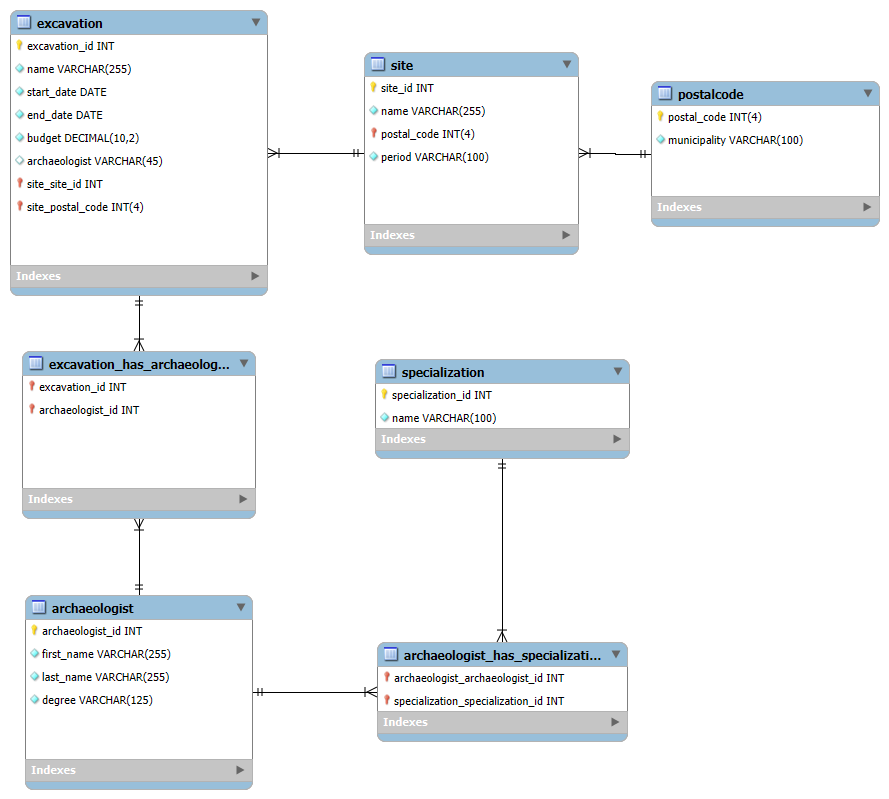 excavation
excavation_id INT
name VARCHAR(255)
start_date DATE
end_date DATE
budget DECIMAL(10,2)
archaeologist VARCHAR(45)
site_site_id INT
site_postal_code INT(4)
Indexes
site
site_id INT
name VARCHAR(255)
postal_code INT(4)
period VARCHAR(100)
Indexes
postalcode
postal_code INT(4)
municipality VARCHAR(100)
Indexes
excavation_has_archaeolog...
excavation_id INT
archaeologist_id INT
Indexes
specialization
specialization_id INT
name VARCHAR(100)
Indexes
archaeologist
archaeologist_id INT
first_name VARCHAR(255)
last_name VARCHAR(255)
degree VARCHAR(125)
Indexes
archaeologist_has_specializati...
archaeologist_archaeologist_id INT
specialization_specialization_id INT
Indexes